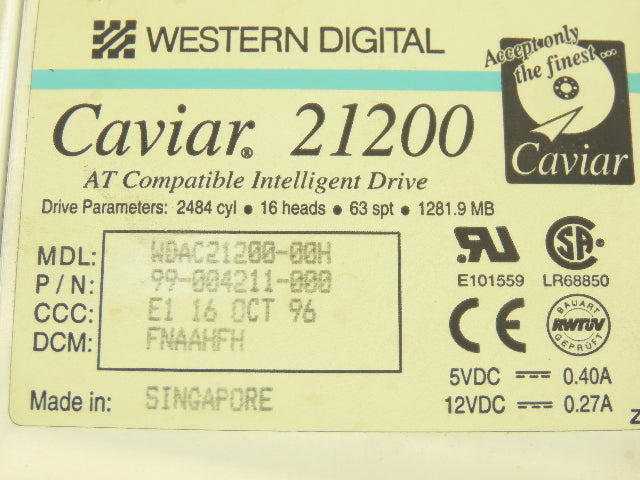 WESTERN DIGITAL
Accept only
the finest ...
Caviar® 21200
Caviar
AT Compatible Intelligent Drive
Drive Parameters: 2484 cyl ● 16 heads ● 63 spt ● 1281.9 MB
MDL: WDAC21200-00H
P/N: 99-004211-000
CCC: E1 16 OCT 96
DCM: FNAAHFH
Made in: SINGAPORE
E101559 LR68850
BAUART
RWTÜV
GEPRÜFT
5VDC 0.40A
12VDC 0.27A